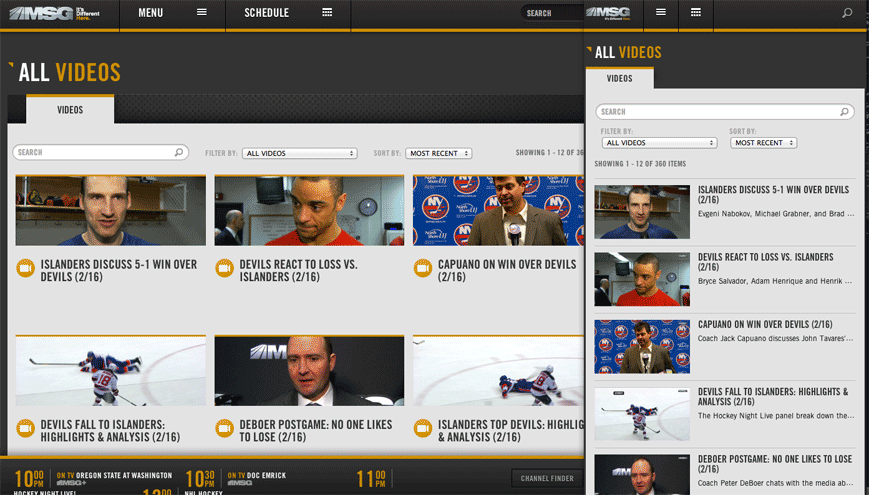 MSG It's Different Here.
MENU
SCHEDULE
SEARCH
ALL VIDEOS
VIDEOS
SEARCH
FILTER BY: ALL VIDEOS
SORT BY: MOST RECENT
SHOWING 1 - 12 OF 36
ISLANDERS DISCUSS 5-1 WIN OVER
DEVILS (2/16)
DEVILS REACT TO LOSS VS.
ISLANDERS (2/16)
CAPUANO ON WIN OVER DEVILS
(2/16)
DEVILS FALL TO ISLANDERS:
HIGHLIGHTS & ANALYSIS (2/16)
DEBOER POSTGAME: NO ONE LIKES
TO LOSE (2/16)
ISLANDERS TOP DEVILS: HIGHLIG
& ANALYSIS (2/16)
10 00 PM
ON TV OREGON STATE AT WASHINGTON
MSG+
HOCKEY NIGHT LIVE!
10 30 PM
ON TV DOC EMRICK
MSG
NHL HOCKEY
11 00 PM
CHANNEL FINDER
MSG
It's Different Here.
ALL VIDEOS
VIDEOS
SEARCH
FILTER BY:
ALL VIDEOS
SORT BY:
MOST RECENT
SHOWING 1 - 12 OF 360 ITEMS
ISLANDERS DISCUSS 5-1 WIN OVER DEVILS
(2/16)
Evgeni Nabokov, Michael Grabner, and Brad ...
DEVILS REACT TO LOSS VS. ISLANDERS
(2/16)
Bryce Salvador, Adam Henrique and Henrik ...
CAPUANO ON WIN OVER DEVILS (2/16)
Coach Jack Capuano discusses John Tavares'...
DEVILS FALL TO ISLANDERS: HIGHLIGHTS &
ANALYSIS (2/16)
The Hockey Night Live panel break down the...
DEBOER POSTGAME: NO ONE LIKES TO LOSE
(2/16)
Coach Peter DeBoer chats with the media ab...